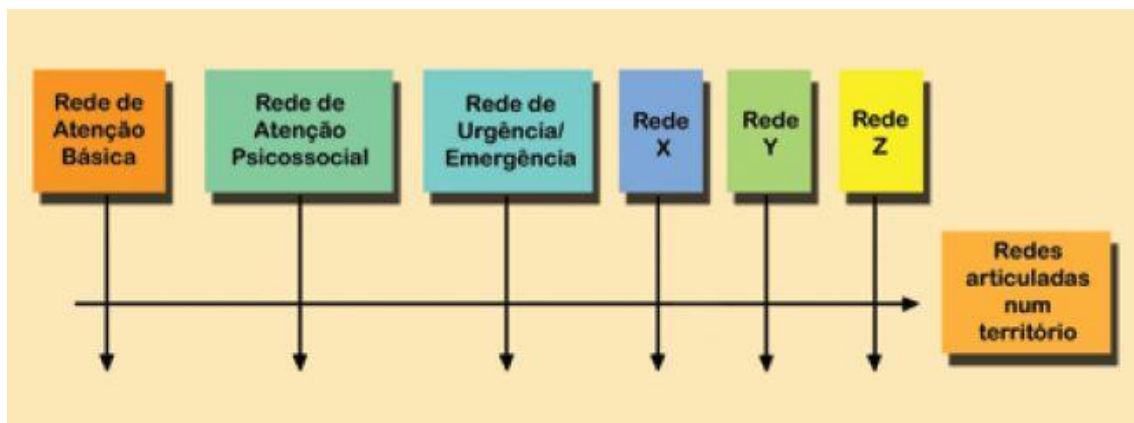 Rede de
Atenção
Básica
Rede de
Atenção
Psicossocial
Rede de
Urgência/
Emergência
Rede
X
Rede
Y
Rede
Z
Redes
articuladas
num
território